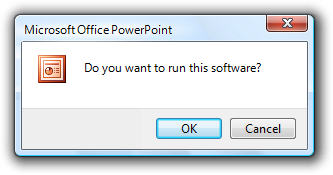 Microsoft Office PowerPoint
Do you want to run this software?
OK Cancel